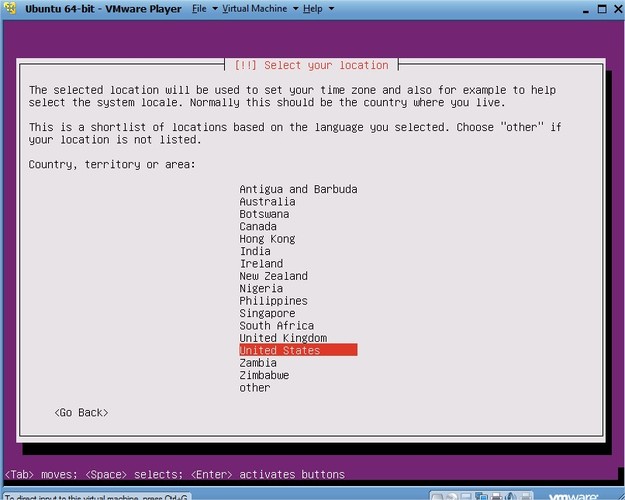 Ubuntu 64-bit - VMware Player File Virtual Machine Help
[!!] Select your location
The selected location will be used to set your time zone and also for example to help
select the system locale. Normally this should be the country where you live.
This is a shortlist of locations based on the language you selected. Choose "other" if
your location is not listed.
Country, territory or area:
Antigua and Barbuda
Australia
Botswana
Canada
Hong Kong
India
Ireland
New Zealand
Nigeria
Philippines
Singapore
South Africa
United Kingdom
United States
Zambia
Zimbabwe
other
<Go Back>
<Tab> moves; <Space> selects; <Enter> activates buttons
To direct input to this virtual machine, press Ctrl+G.
vmware